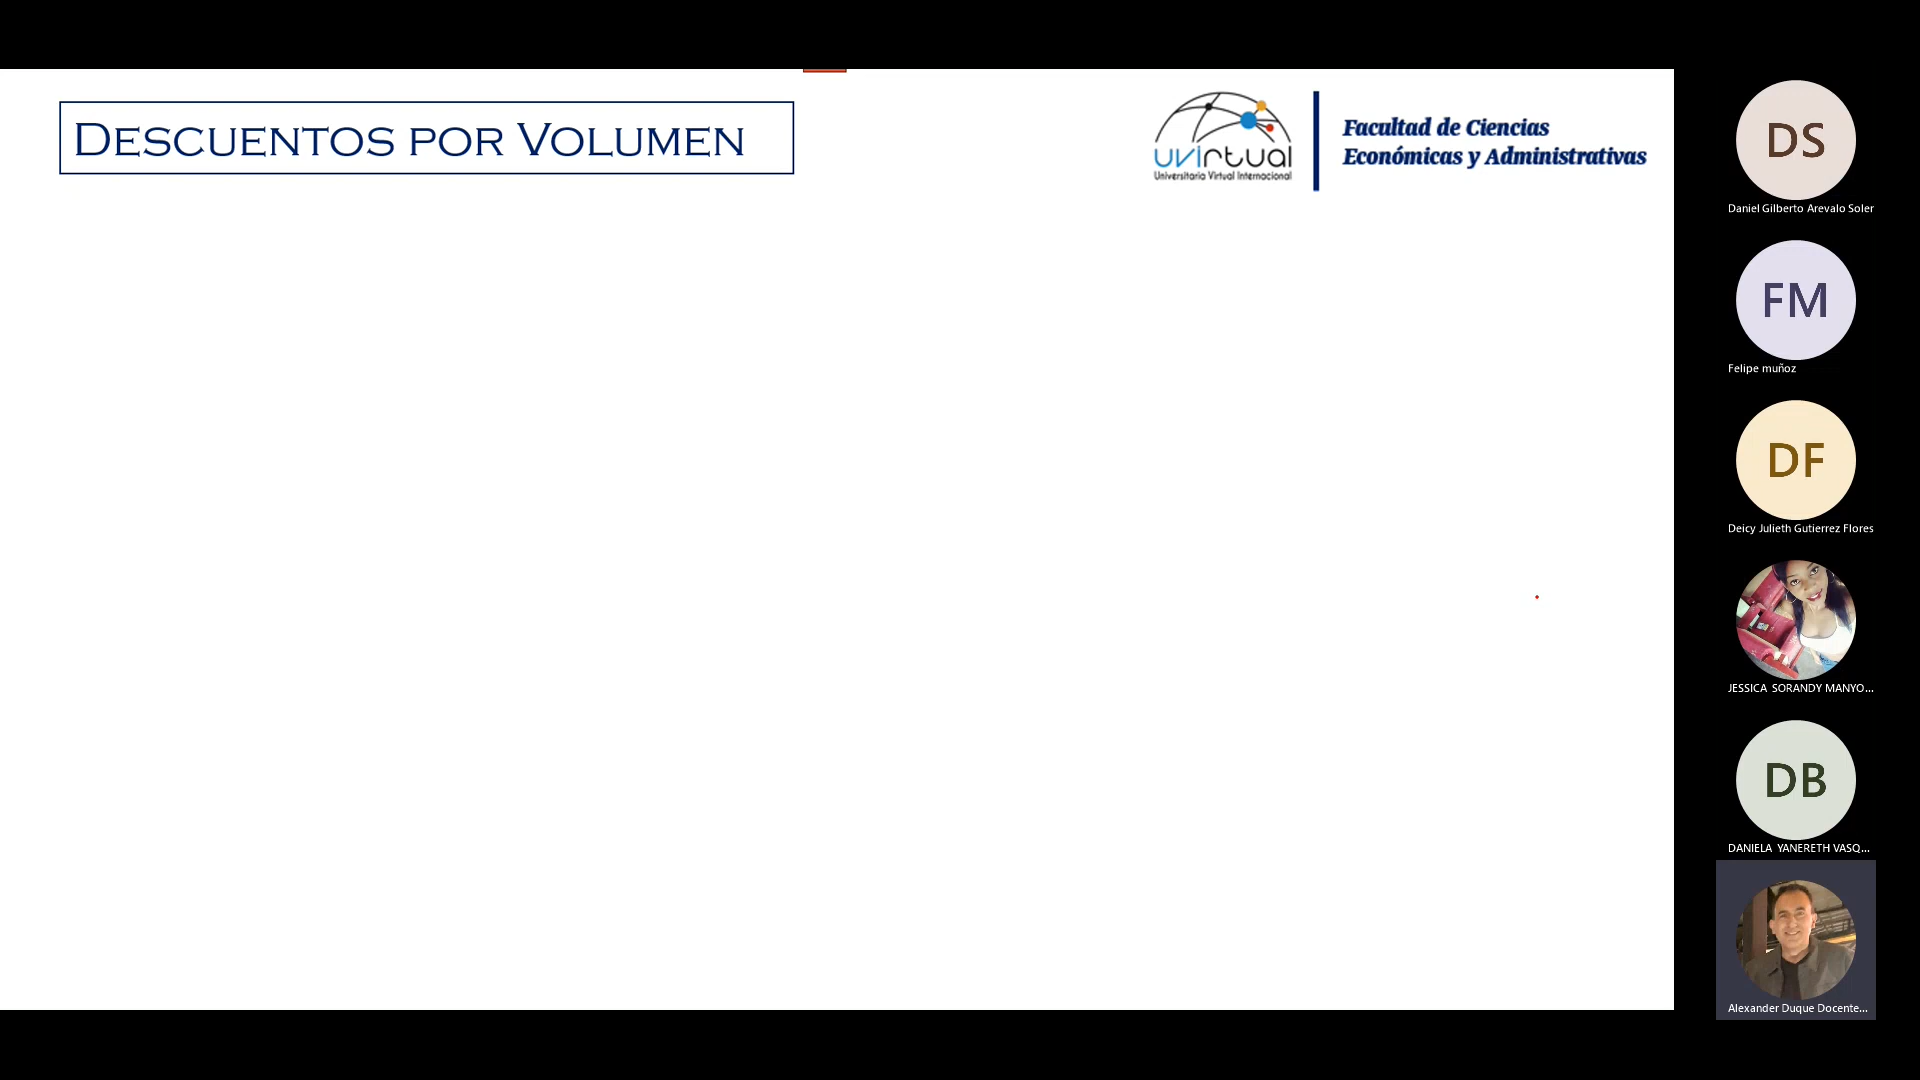 DESCUENTOS POR VOLUMEN
uvirtual
Universitaria Virtual Internacional
Facultad de Ciencias
Económicas y Administrativas
DS
Daniel Gilberto Arevalo Soler
FM
Felipe muñoz
DF
Deicy Julieth Gutierrez Flores
JESSICA SORANDY MANYO...
DB
DANIELA YANERETH VASQ...
Alexander Duque Docente...